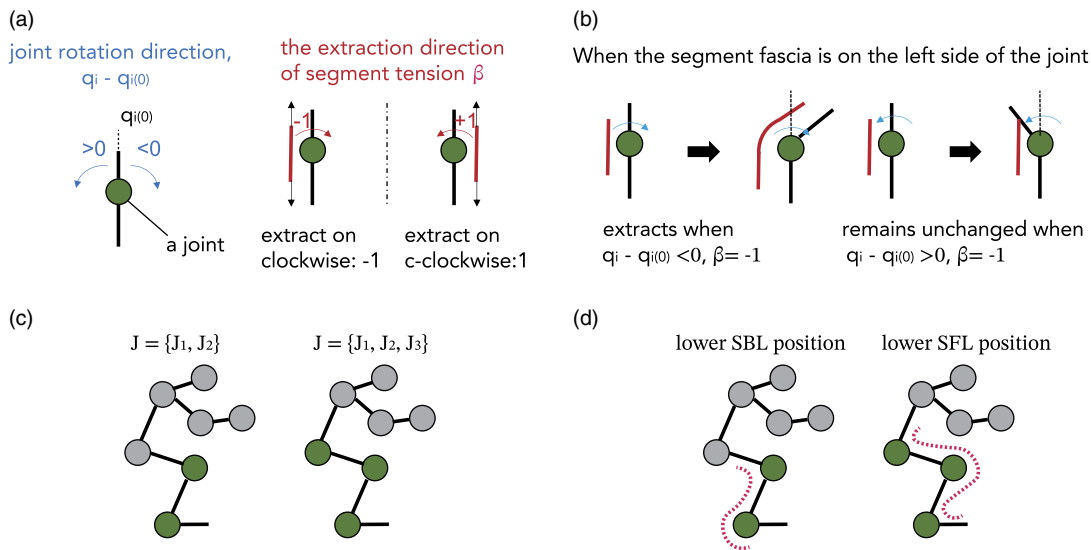 (a)
joint rotation direction,
qi - qi(0)
qi(0)
>0
<0
a joint
the extraction direction
of segment tension β
-1
+1
extract on
clockwise: -1
extract on
c-clockwise:1
(b)
When the segment fascia is on the left side of the joint
extracts when
qi - qi(0) <0, β= -1
remains unchanged when
qi - qi(0) >0, β= -1
(c)
J = {J1, J2}
J = {J1, J2, J3}
(d)
lower SBL position
lower SFL position